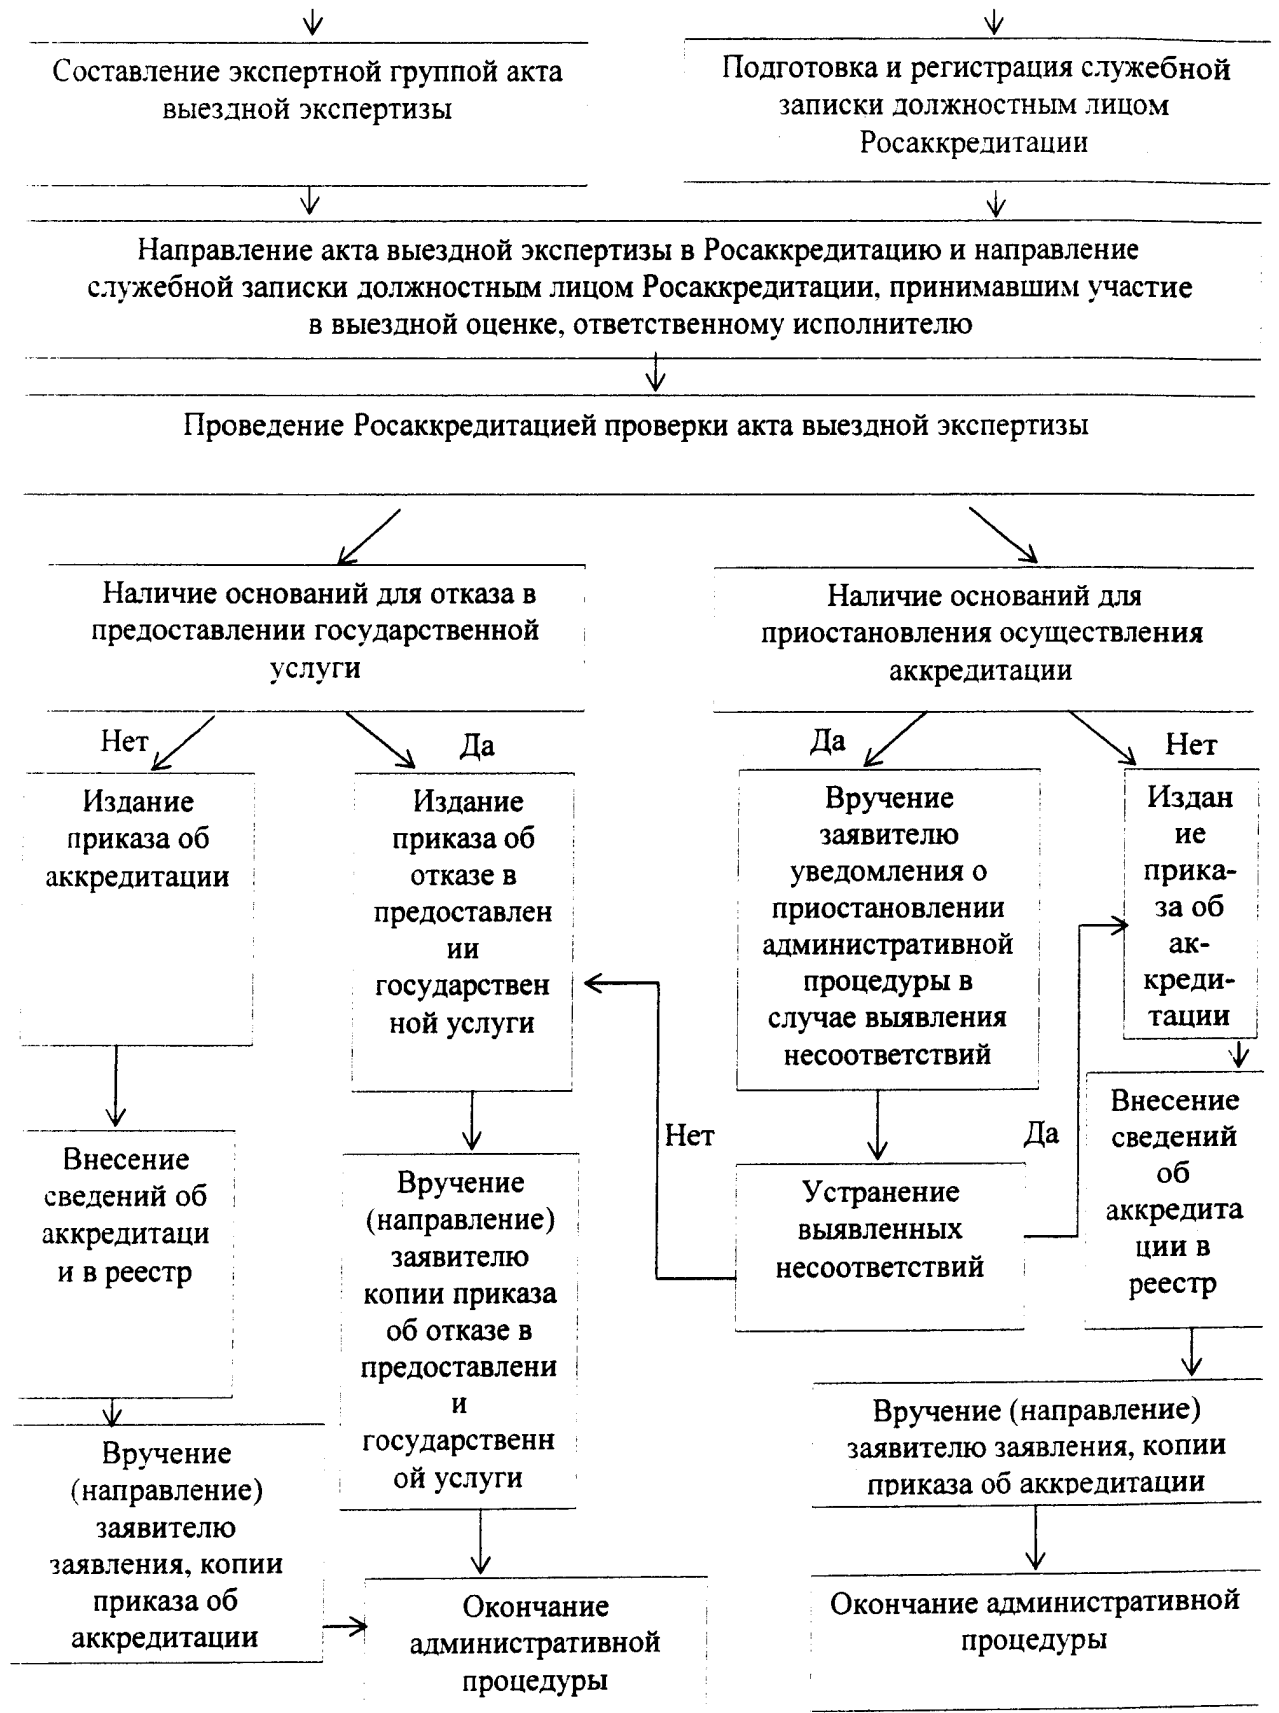 Составление экспертной группой акта
выездной экспертизы
Подготовка и регистрация служебной
записки должностным лицом
Росаккредитации
Направление акта выездной экспертизы в Росаккредитацию и направление
служебной записки должностным лицом Росаккредитации, принимавшим участие
в выездной оценке, ответственному исполнителю
Проведение Росаккредитацией проверки акта выездной экспертизы
Наличие оснований для отказа в
предоставлении государственной
услуги
Наличие оснований для
приостановления осуществления
аккредитации
Нет
Да
Да
Нет
Издание
приказа об
аккредитации
Издание
приказа об
отказе в
предоставлен
ии
государствен
ной услуги
Вручение
заявителю
уведомления о
приостановлении
административной
процедуры в
случае выявления
несоответствий
Издан
ие
прика-
за об
ак-
креди-
тации
Нет
Да
Внесение
сведений об
аккредитаци
и в реестр
Вручение
(направление)
заявителю
копии приказа
об отказе в
предоставлени
и
государственн
ой услуги
Устранение
выявленных
несоответствий
Внесение
сведений
об
аккредита
ции в
реестр
Вручение
(направление)
заявителю
заявления, копии
приказа об
аккредитации
Вручение (направление)
заявителю заявления, копии
приказа об аккредитации
Окончание
административной
процедуры
Окончание административной
процедуры